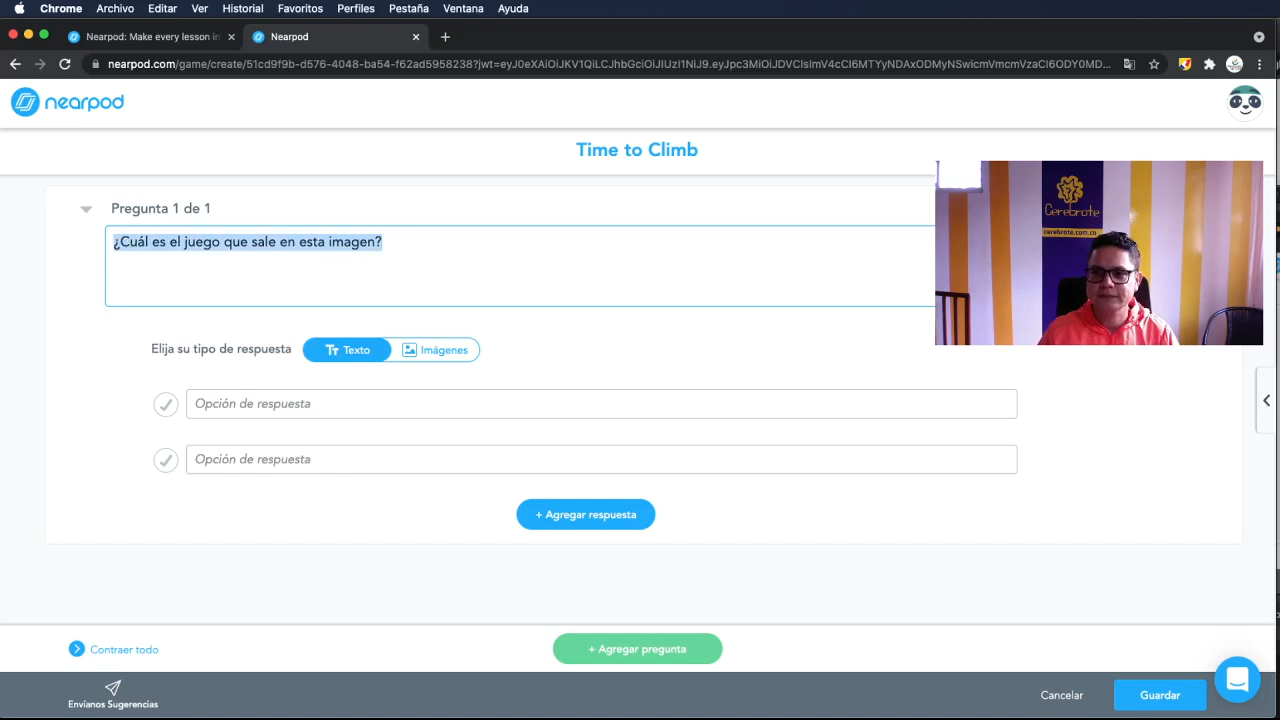 Chrome Archivo Editar Ver Historial Favoritos Perfiles Pestaña Ventana Ayuda
Nearpod: Make every lesson in
Nearpod
nearpod.com/game/create/51cd9f9b-d576-4048-ba54-f62ad5958238?jwt=eyJ0eXAiOiJKV1QiLCJhbGciOiJIUzI1NiJ9.eyJpc3MiOiJDVCIsImV4cCI6MTYyNDAxODMyNSwicmVmcmVzaCI6ODY0MD...
nearpod
Time to Climb
Pregunta 1 de 1
¿Cuál es el juego que sale en esta imagen?
Cerebrote
cerebrote.com.co
Elija su tipo de respuesta
Tт Texto
Imágenes
Opción de respuesta
Opción de respuesta
+ Agregar respuesta
Contraer todo
+ Agregar pregunta
Envíanos Sugerencias
Cancelar
Guardar